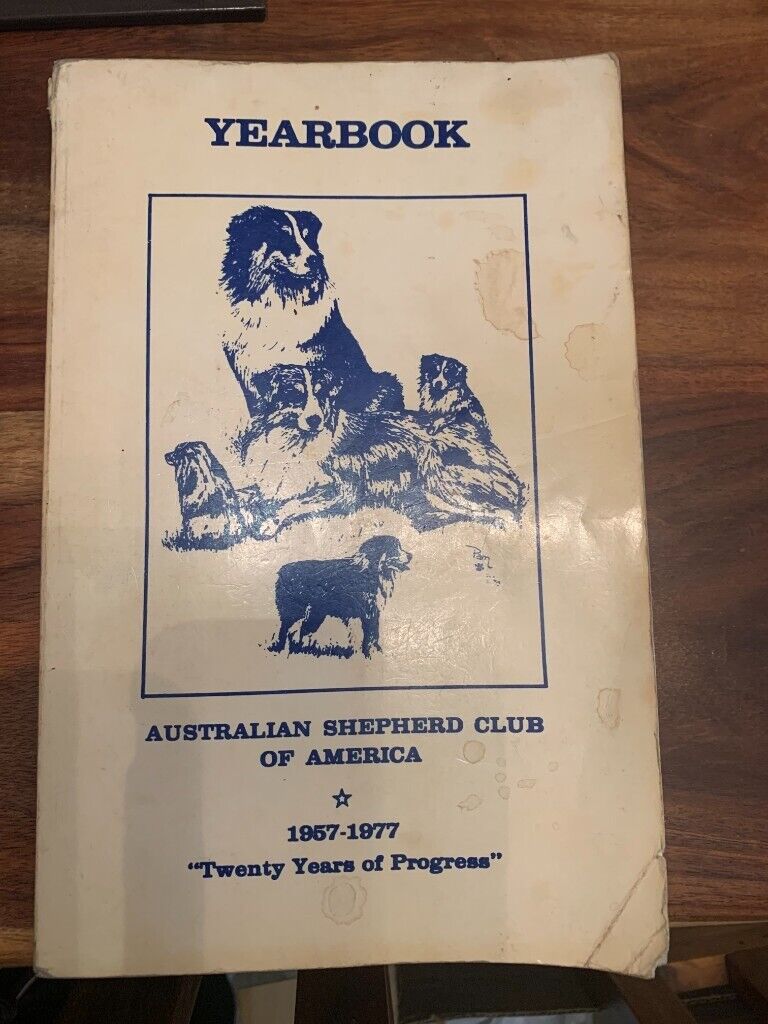 YEARBOOK
AUSTRALIAN SHEPHERD CLUB
OF AMERICA
1957-1977
"Twenty Years of Progress"